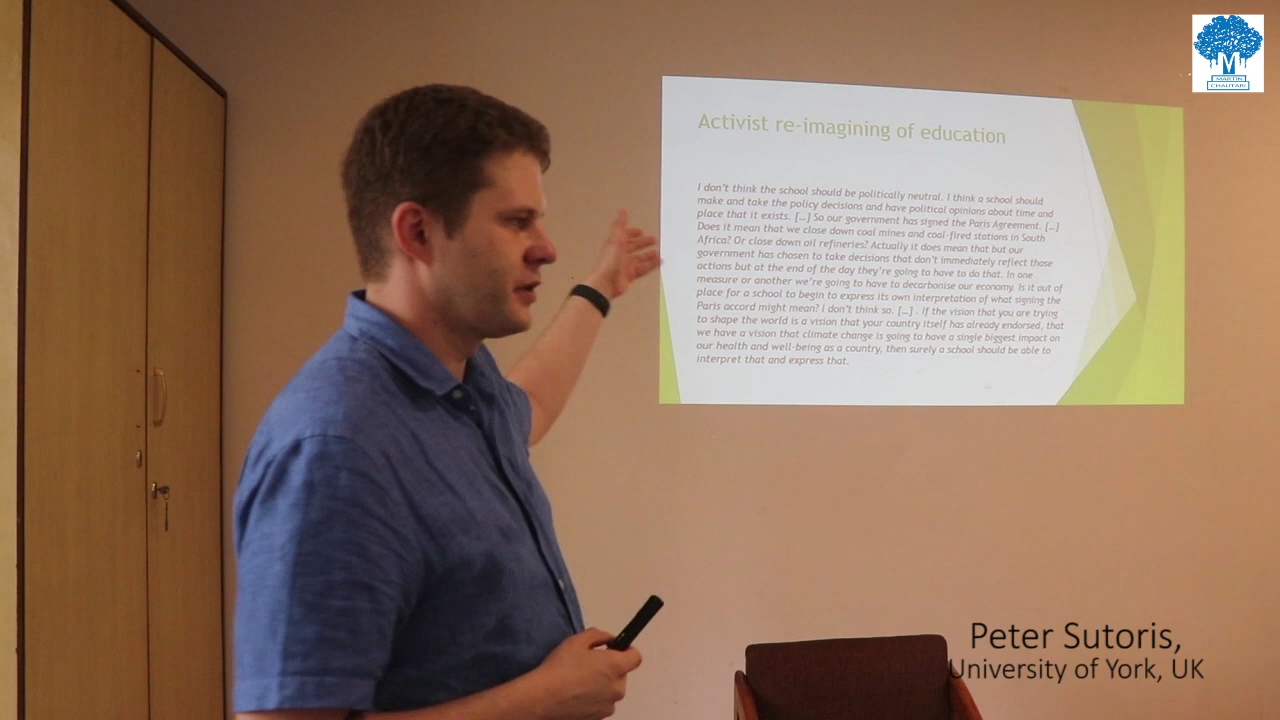 M
MARTIN
CHAUTARI
Activist re-imagining of education
I don't think the school should be politically neutral. I think a school should
make and take the policy decisions and have political opinions about time and
place that it exists. […] So our government has signed the Paris Agreement. […]
Does it mean that we close down coal mines and coal-fired stations in South
Africa? Or close down oil refineries? Actually it does mean that but our
government has chosen to take decisions that don't immediately reflect those
actions but at the end of the day they're going to have to do that. In one
measure or another we're going to have to decarbonise our economy. Is it out of
place for a school to begin to express its own interpretation of what signing the
Paris accord might mean? I don't think so. […] . If the vision that you are trying
to shape the world is a vision that your country itself has already endorsed, that
we have a vision that climate change is going to have a single biggest impact on
our health and well-being as a country, then surely a school should be able to
interpret that and express that.
Peter Sutoris,
University of York, UK